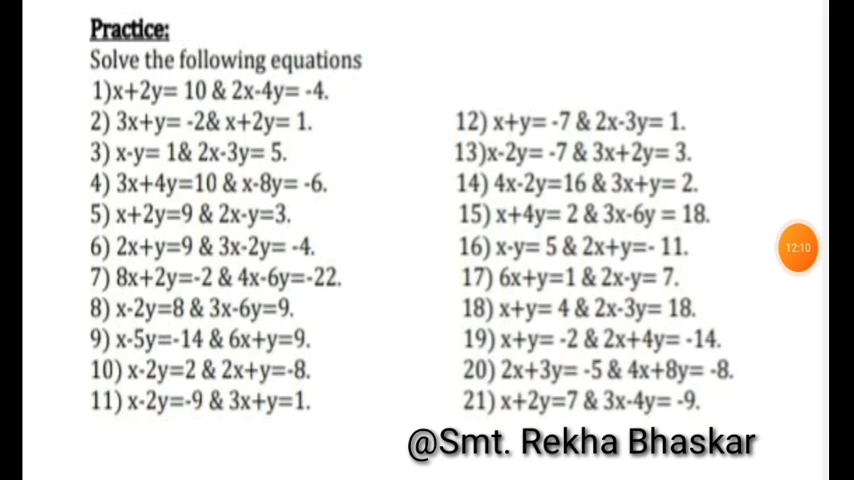 Practice:
Solve the following equations
1)x+2y= 10 & 2x-4y= -4.
2) 3x+y= -2& x+2y= 1.
3) x-y= 1& 2x-3y= 5.
4) 3x+4y=10 & x-8y= -6.
5) x+2y=9 & 2x-y=3.
6) 2x+y=9 & 3x-2y= -4.
7) 8x+2y=-2 & 4x-6y=-22.
8) x-2y=8 & 3x-6y=9.
9) x-5y=-14 & 6x+y=9.
10) x-2y=2 & 2x+y=-8.
11) x-2y=-9 & 3x+y=1.
12) x+y= -7 & 2x-3y= 1.
13)x-2y= -7 & 3x+2y= 3.
14) 4x-2y=16 & 3x+y= 2.
15) x+4y= 2 & 3x-6y = 18.
16) x-y= 5 & 2x+y=- 11.
17) 6x+y=1 & 2x-y= 7.
18) x+y= 4 & 2x-3y= 18.
19) x+y= -2 & 2x+4y= -14.
20) 2x+3y= -5 & 4x+8y= -8.
21) x+2y=7 & 3x-4y= -9.
12:10
@Smt. Rekha Bhaskar